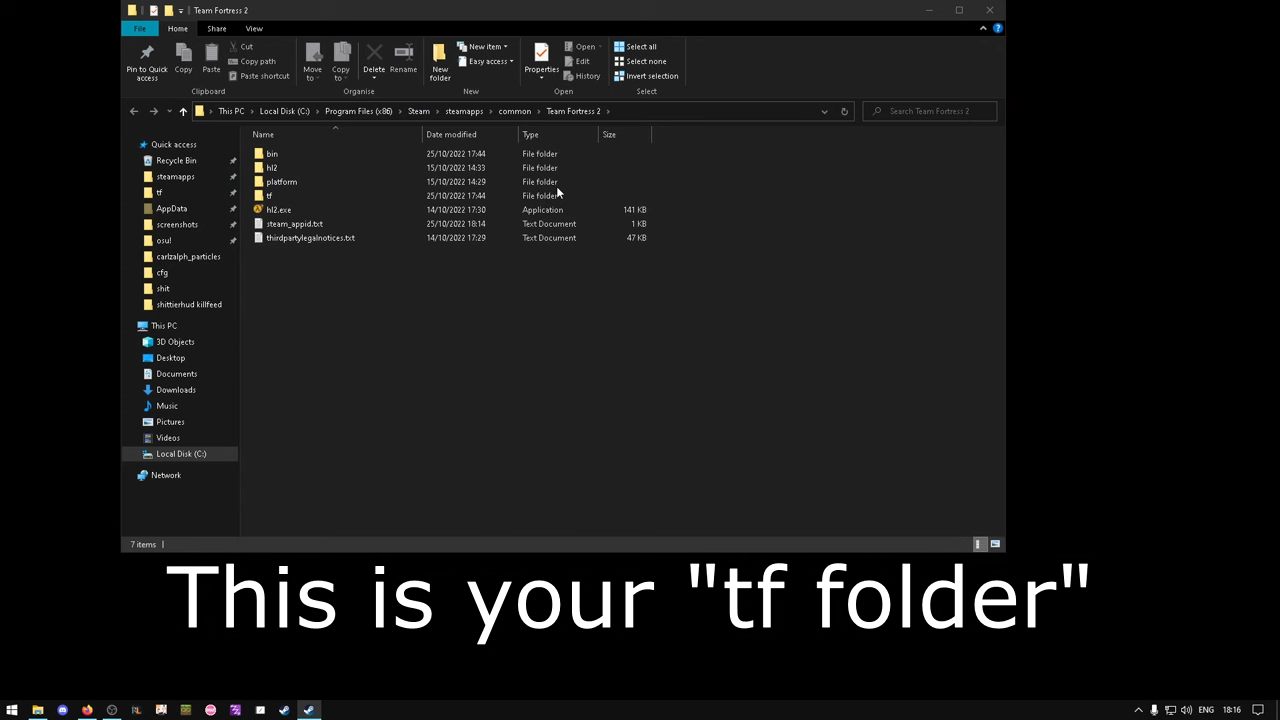 Team Fortress 2
File Home Share View
Pin to Quick access
Copy
Paste
Cut
Copy path
Paste shortcut
Clipboard
Move to
Copy to
Delete
Rename
Organise
New folder
New item
Easy access
New
Properties
Open
Edit
History
Open
Select all
Select none
Invert selection
Select
This PC > Local Disk (C:) > Program Files (x86) > Steam > steamapps > common > Team Fortress 2 >
Search Team Fortress 2
Name Date modified Type Size
bin 25/10/2022 17:44 File folder
hl2 15/10/2022 14:33 File folder
platform 15/10/2022 14:29 File folder
tf 25/10/2022 17:44 File folder
hl2.exe 14/10/2022 17:30 Application 141 KB
steam_appid.txt 25/10/2022 18:14 Text Document 1 KB
thirdpartylegalnotices.txt 14/10/2022 17:29 Text Document 47 KB
Quick access
Recycle Bin
steamapps
tf
AppData
screenshots
osu!
carlzalph_particles
cfg
shit
shittierhud killfeed
This PC
3D Objects
Desktop
Documents
Downloads
Music
Pictures
Videos
Local Disk (C:)
Network
7 items
This is your "tf folder"
ENG 18:16